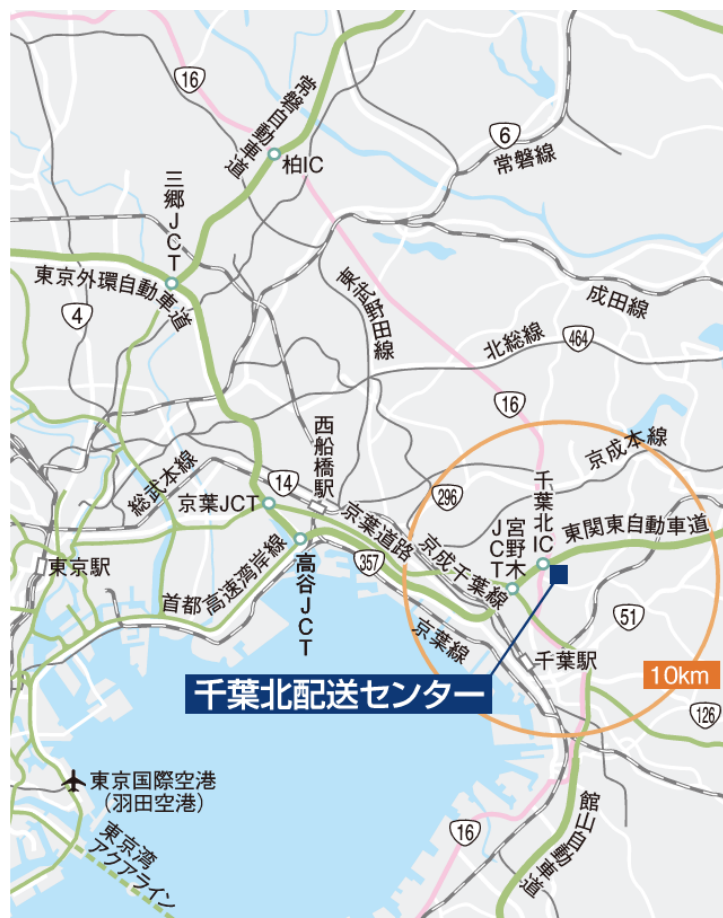 16
常磐自動車道
6
常磐線
柏IC
三郷JCT
東京外環自動車道
4
東武野田線
成田線
北総線
464
16
西船橋駅
京成本線
総武本線
14
296
千葉北IC
京葉JCT
京葉道路
宮野木JCT
東関東自動車道
東京駅
首都高速湾岸線
高谷JCT
357
京成千葉線
京葉線
51
千葉駅
10km
千葉北配送センター
126
東京国際空港
(羽田空港)
館山自動車道
16
東京湾
アクアライン